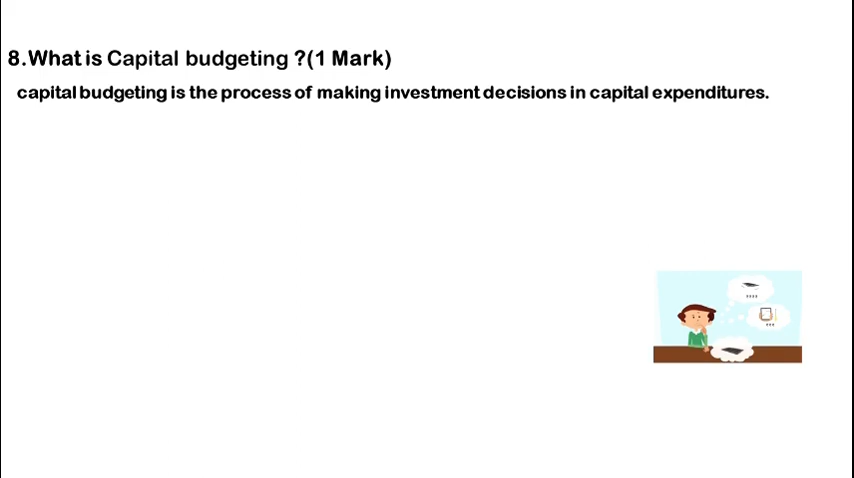 8.What is Capital budgeting ?(1 Mark)
capital budgeting is the process of making investment decisions in capital expenditures.